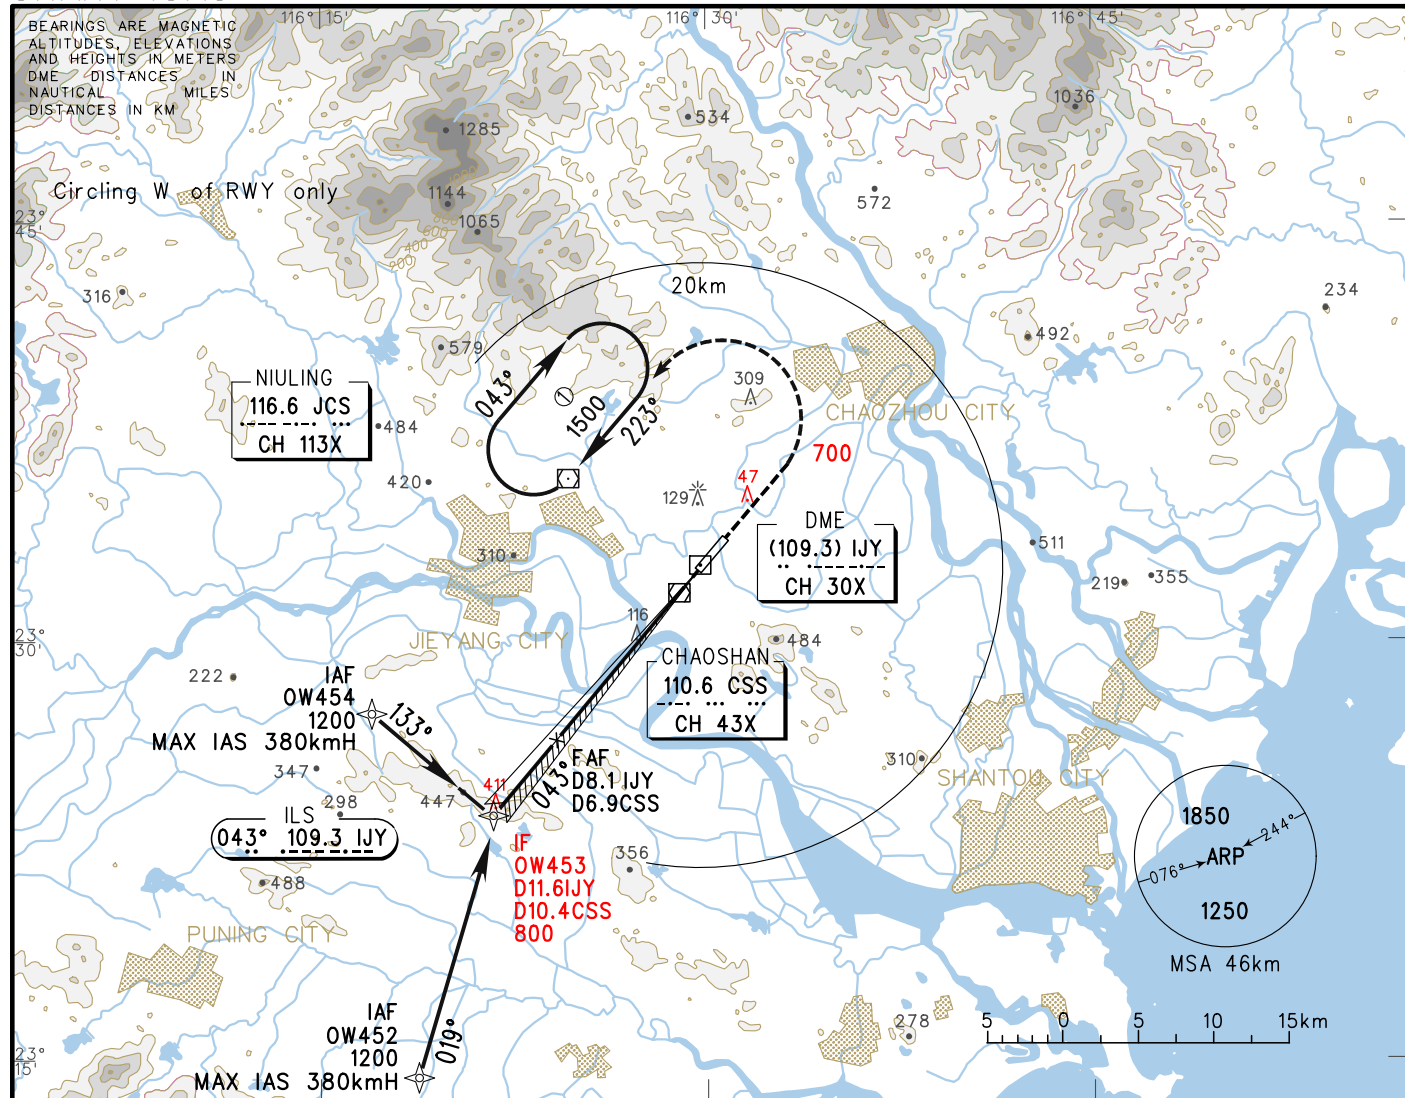 116° 15'
116° 30'
116° 45'
BEARINGS ARE MAGNETIC
ALTITUDES, ELEVATIONS
AND HEIGHTS IN METERS
DME DISTANCES IN
NAUTICAL MILES
DISTANCES IN KM
1285
534
1036
Circling W of RWY only
1144
1065
572
600
400
200
23°
45'
20km
316
234
492
579
NIULING
116.6 JCS
CH 113X
043°
1
1500
223°
309
CHAOZHOU CITY
484
700
420
47
129
DME
(109.3) IJY
CH 30X
310
511
219
355
116
JIEYANG CITY
23°
30'
484
CHAOSHAN
110.6 CSS
CH 43X
222
IAF
OW454
1200
MAX IAS 380kmH
133°
FAF
D8.1 IJY
D6.9CSS
043°
310
SHANTOU CITY
347
411
447
298
ILS
043° 109.3 IJY
IF
OW453
D11.6IJY
D10.4CSS
800
356
1850
244°
ARP
076°
1250
MSA 46km
488
PUNING CITY
IAF
OW452
1200
MAX IAS 380kmH
019°
278
5 0 5 10 15km
23°
15'